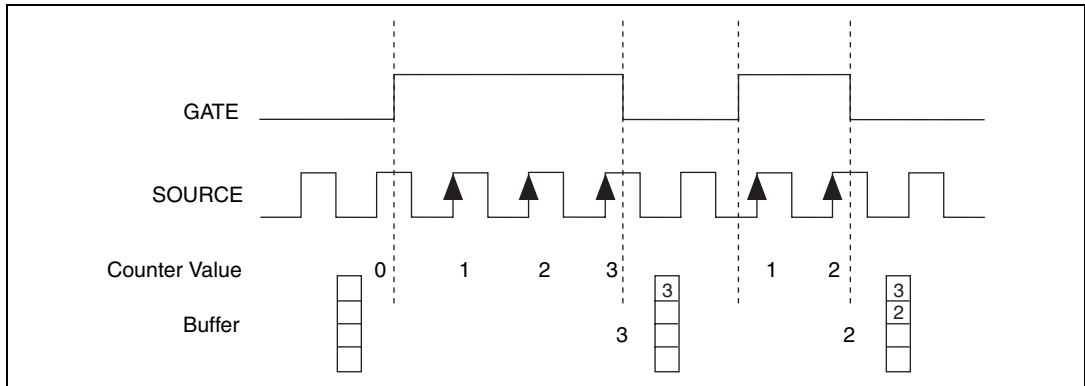 GATE
SOURCE
Counter Value 0 1 2 3 1 2
3 3
2
Buffer
3 2